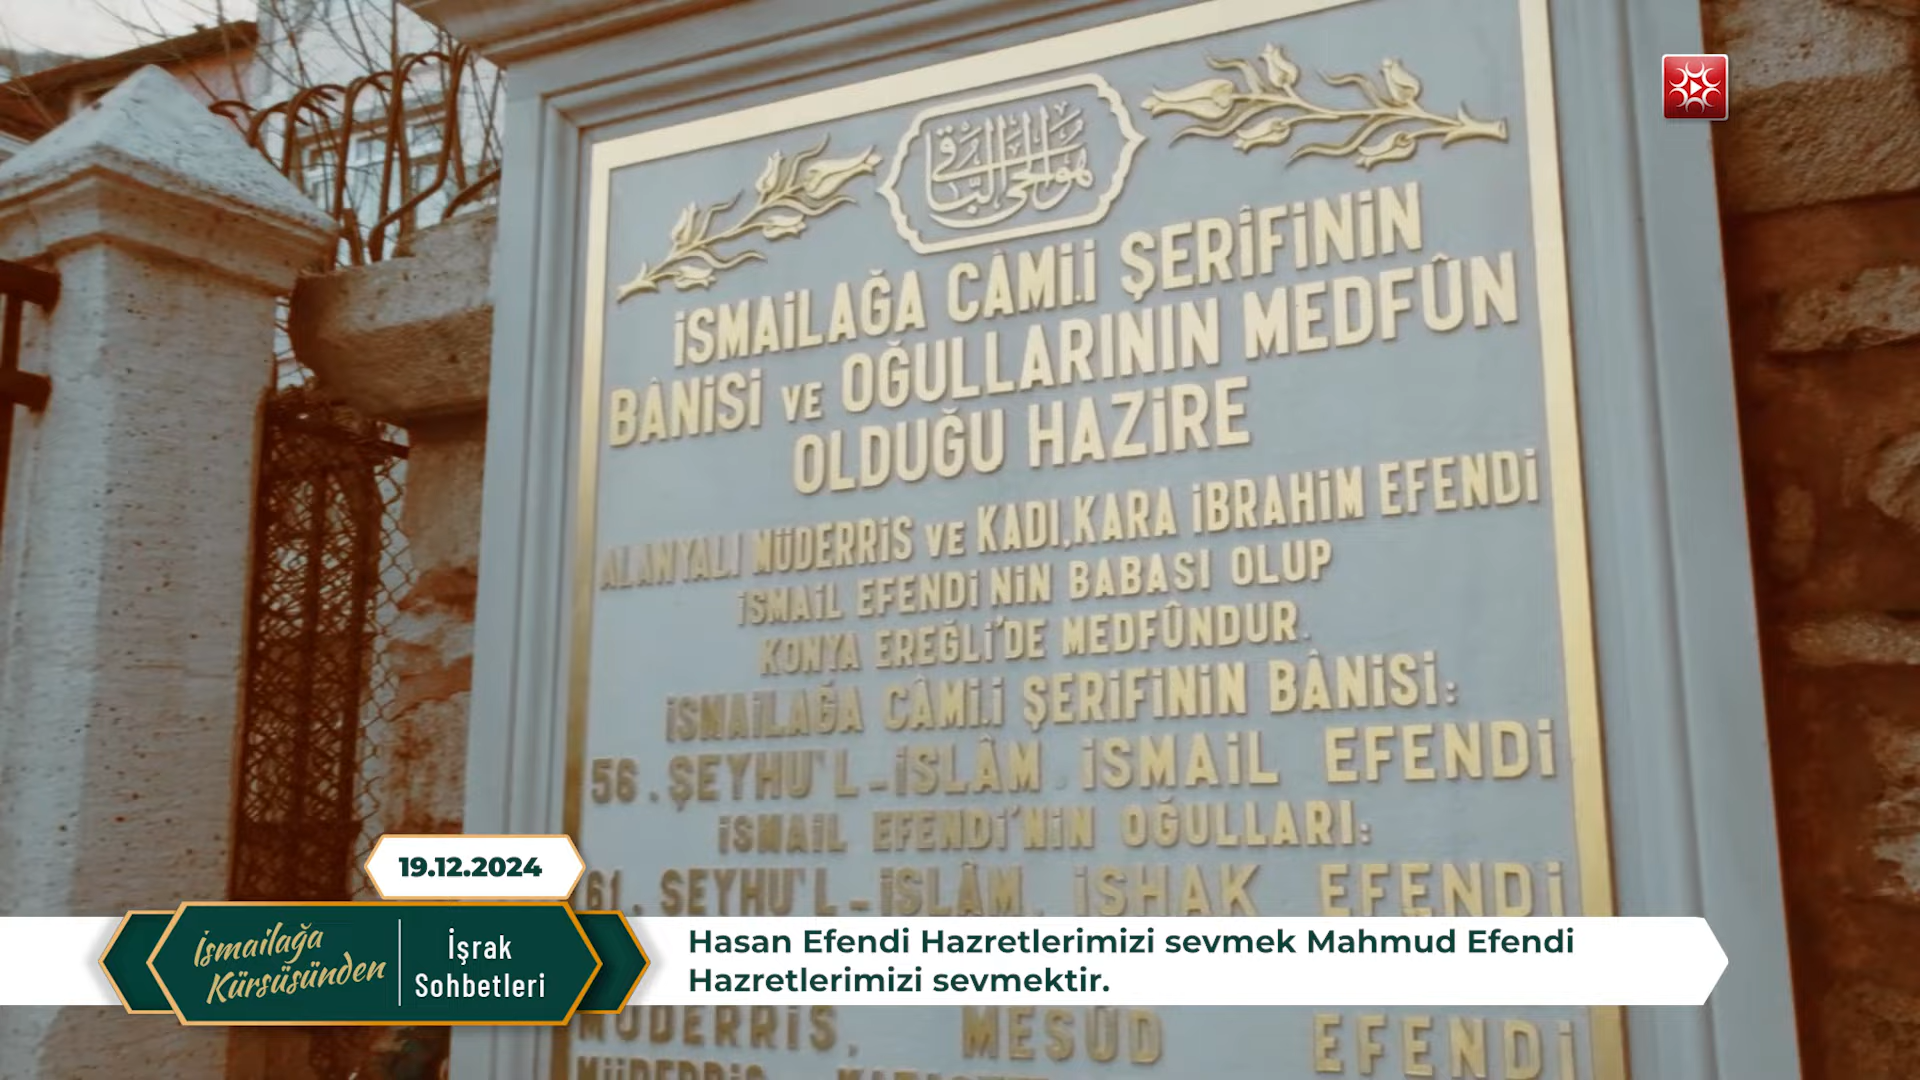 هو الحي الباقي
İSMAİLAĞA CÂMİ.İ ŞERÎFİNİN
BÂNİSİ VE OĞULLARININ MEDFÛN
OLDUĞU HAZİRE
ALANYALI MÜDERRİS VE KADI,KARA İBRAHİM EFENDİ
İSMAİL EFENDİ NİN BABASI OLUP
KONYA EREĞLİ'DE MEDFÛNDUR.
İSMAİLAĞA CÂMİ.İ ŞERİFİNİN BÂNİSİ:
56. ŞEYHU'L-İSLÂM. İSMAİL EFENDİ
İSMAİL EFENDİ'NİN OĞULLARI:
61. ŞEYHU'L-İSLÂM. İSHAK EFENDİ
MÜDERRİS, MESÛD EFENDİ
MÜDERRİS
19.12.2024
İsmailağa
Kürsüsünden
İşrak
Sohbetleri
Hasan Efendi Hazretlerimizi sevmek Mahmud Efendi
Hazretlerimizi sevmektir.